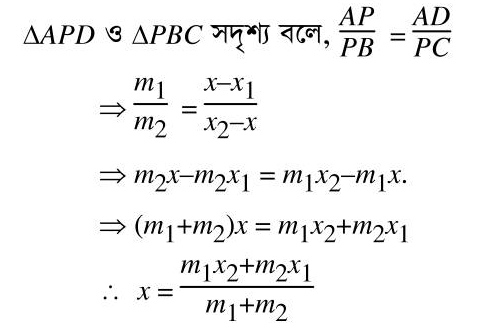 ΔAPD ও ΔPBC সদৃশ্য বলে, AP/PB = AD/PC
⇒ m₁/m₂ = x–x₁/x₂–x
⇒ m₂x–m₂x₁ = m₁x₂–m₁x.
⇒ (m₁+m₂)x = m₁x₂+m₂x₁
∴ x = m₁x₂+m₂x₁/m₁+m₂